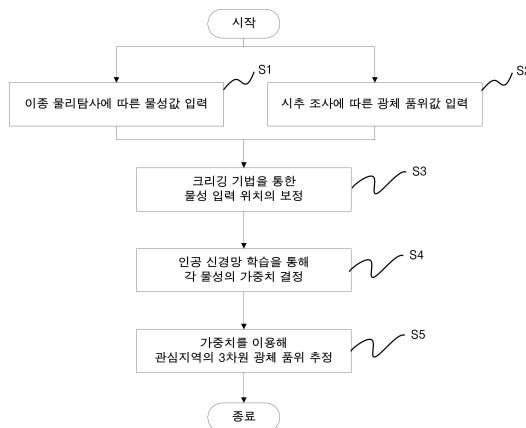 시작
S1
이종 물리탐사에 따른 물성값 입력
S2
시추 조사에 따른 광체 품위값 입력
S3
크리깅 기법을 통한
물성 입력 위치의 보정
S4
인공 신경망 학습을 통해
각 물성의 가중치 결정
S5
가중치를 이용해
관심지역의 3차원 광체 품위 추정
종료